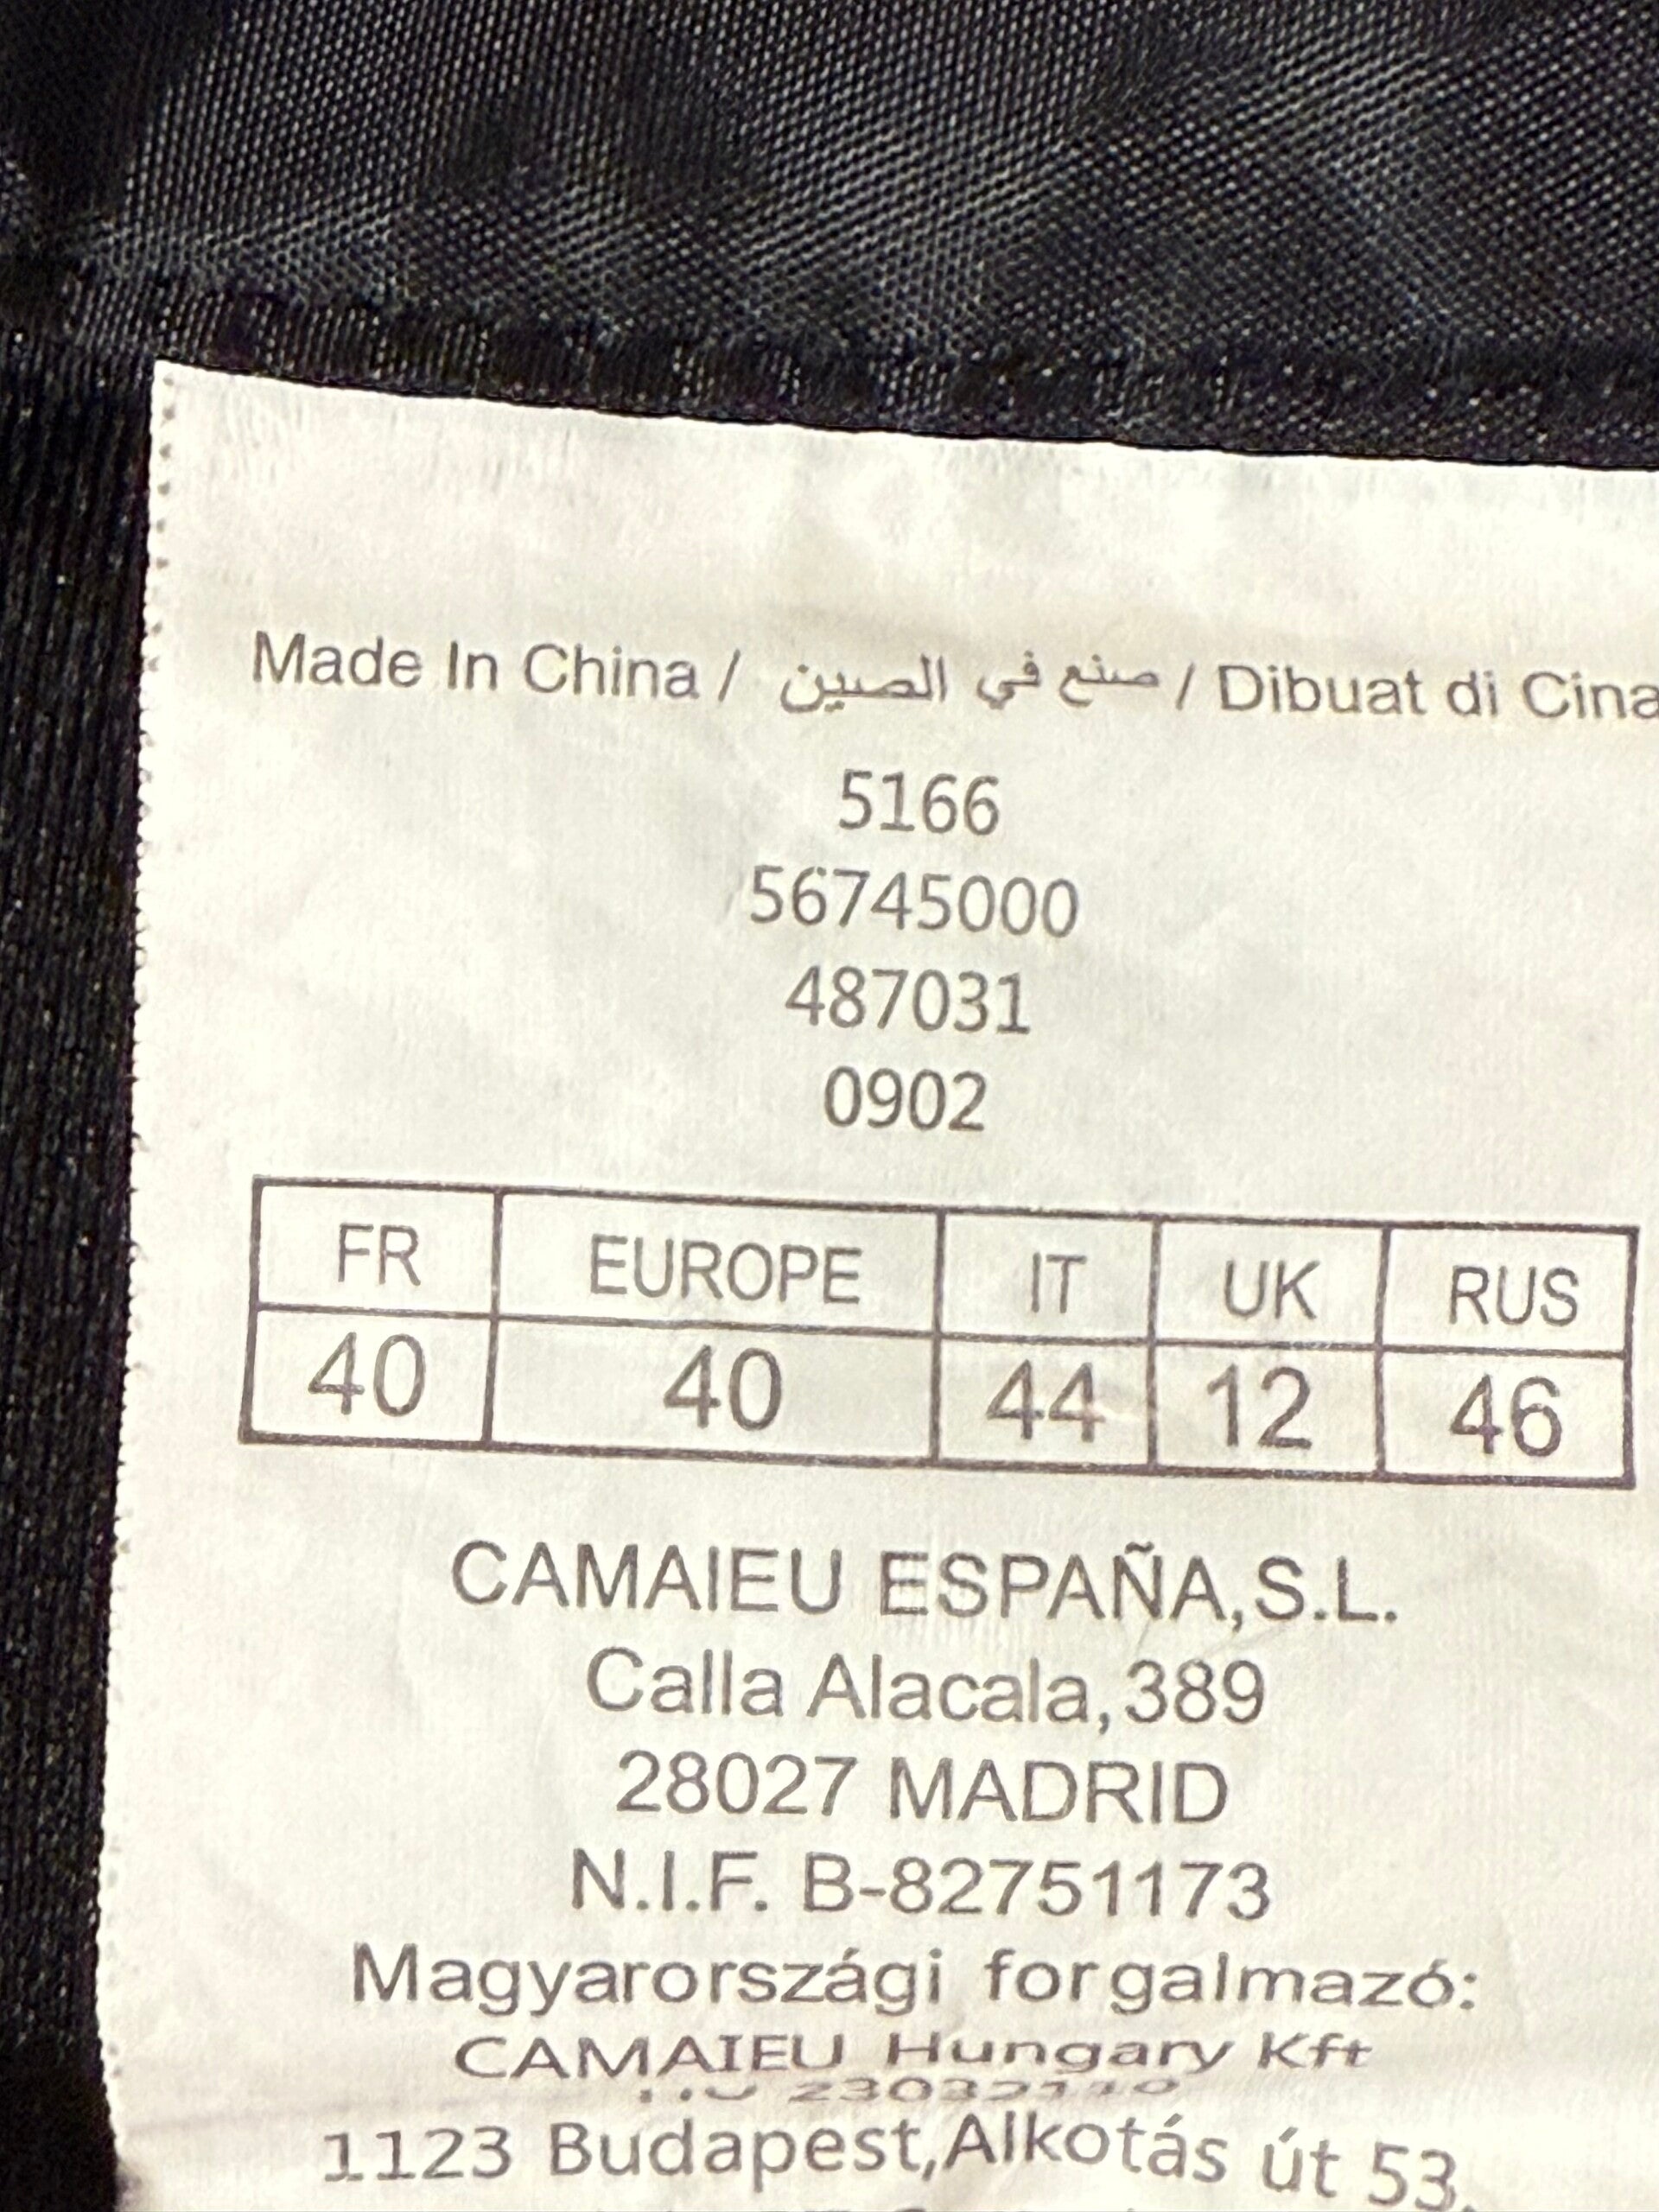 Made In China / صنع في الصين / Dibuat di Cina
5166
56745000
487031
0902
FR EUROPE IT UK RUS
40 40 44 12 46
CAMAIEU ESPAÑA,S.L.
Calla Alacala,389
28027 MADRID
N.I.F. B-82751173
Magyarországi forgalmazó:
CAMAIEU Hungary Kft
1123 Budapest,Alkotás út 53.